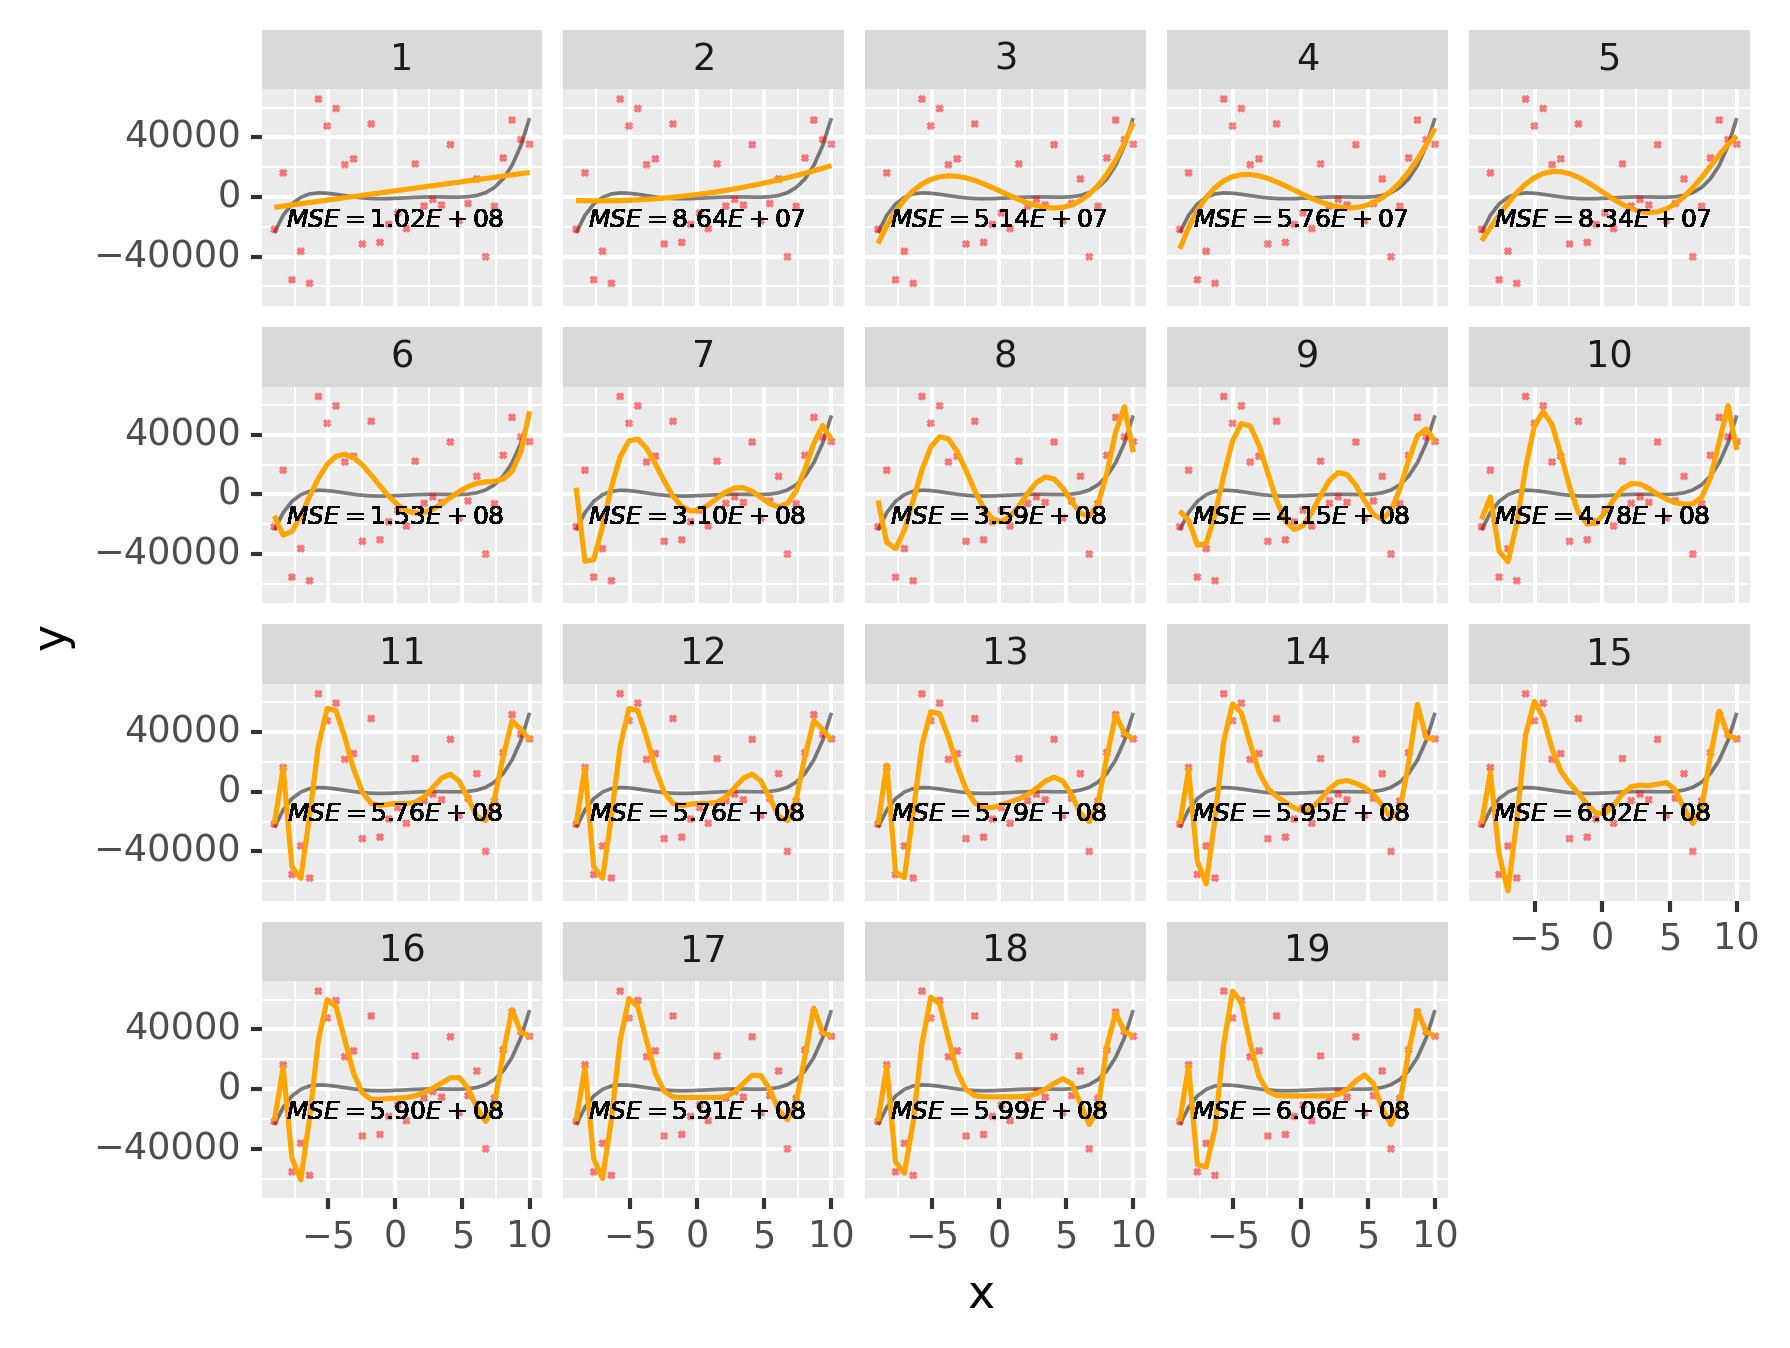 1 2 3 4 5
40000
0
−40000
MSE = 1.02E + 08 MSE = 8.64E + 07 MSE = 5.14E + 07 MSE = 5.76E + 07 MSE = 8.34E + 07
6 7 8 9 10
40000
0
−40000
MSE = 1.53E + 08 MSE = 3.10E + 08 MSE = 3.59E + 08 MSE = 4.15E + 08 MSE = 4.78E + 08
y
11 12 13 14 15
40000
0
−40000
MSE = 5.76E + 08 MSE = 5.76E + 08 MSE = 5.79E + 08 MSE = 5.95E + 08 MSE = 6.02E + 08
−5 0 5 10
16 17 18 19
40000
0
−40000
MSE = 5.90E + 08 MSE = 5.91E + 08 MSE = 5.99E + 08 MSE = 6.06E + 08
−5 0 5 10 −5 0 5 10 −5 0 5 10 −5 0 5 10
x